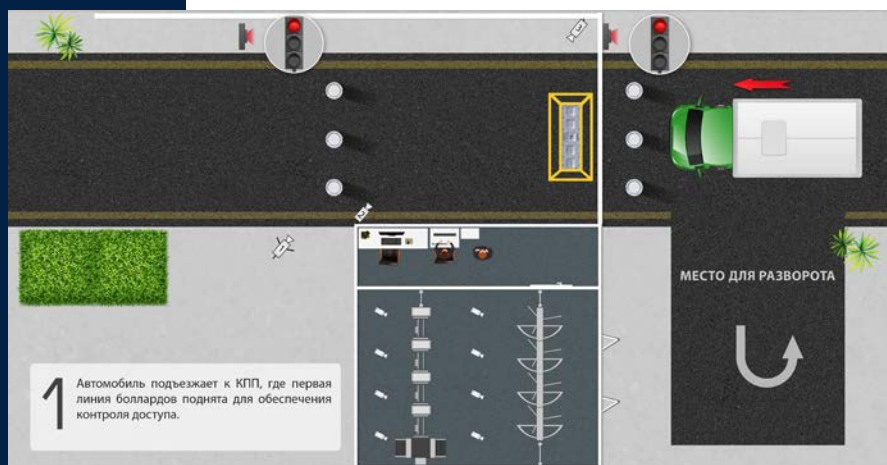 МЕСТО ДЛЯ РАЗВОРОТА
1
Автомобиль подъезжает к КПП, где первая
линия боллардов поднята для обеспечения
контроля доступа.